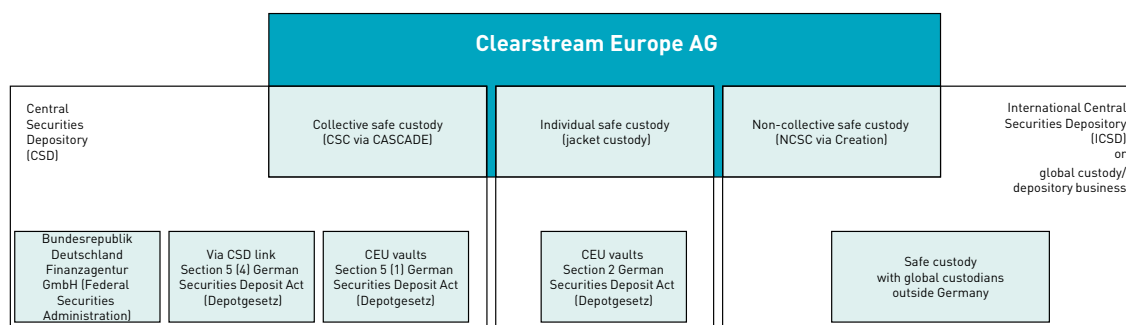 Clearstream Europe AG
Central
Securities
Depository
(CSD)
Collective safe custody
(CSC via CASCADE)
Individual safe custody
(jacket custody)
Non-collective safe custody
(NCSC via Creation)
International Central
Securities Depository
(ICSD)
or
global custody/
depository business
Bundesrepublik
Deutschland
Finanzagentur
GmbH (Federal
Securities
Administration)
Via CSD link
Section 5 (4) German
Securities Deposit Act
(Depotgesetz)
CEU vaults
Section 5 (1) German
Securities Deposit Act
(Depotgesetz)
CEU vaults
Section 2 German
Securities Deposit Act
(Depotgesetz)
Safe custody
with global custodians
outside Germany